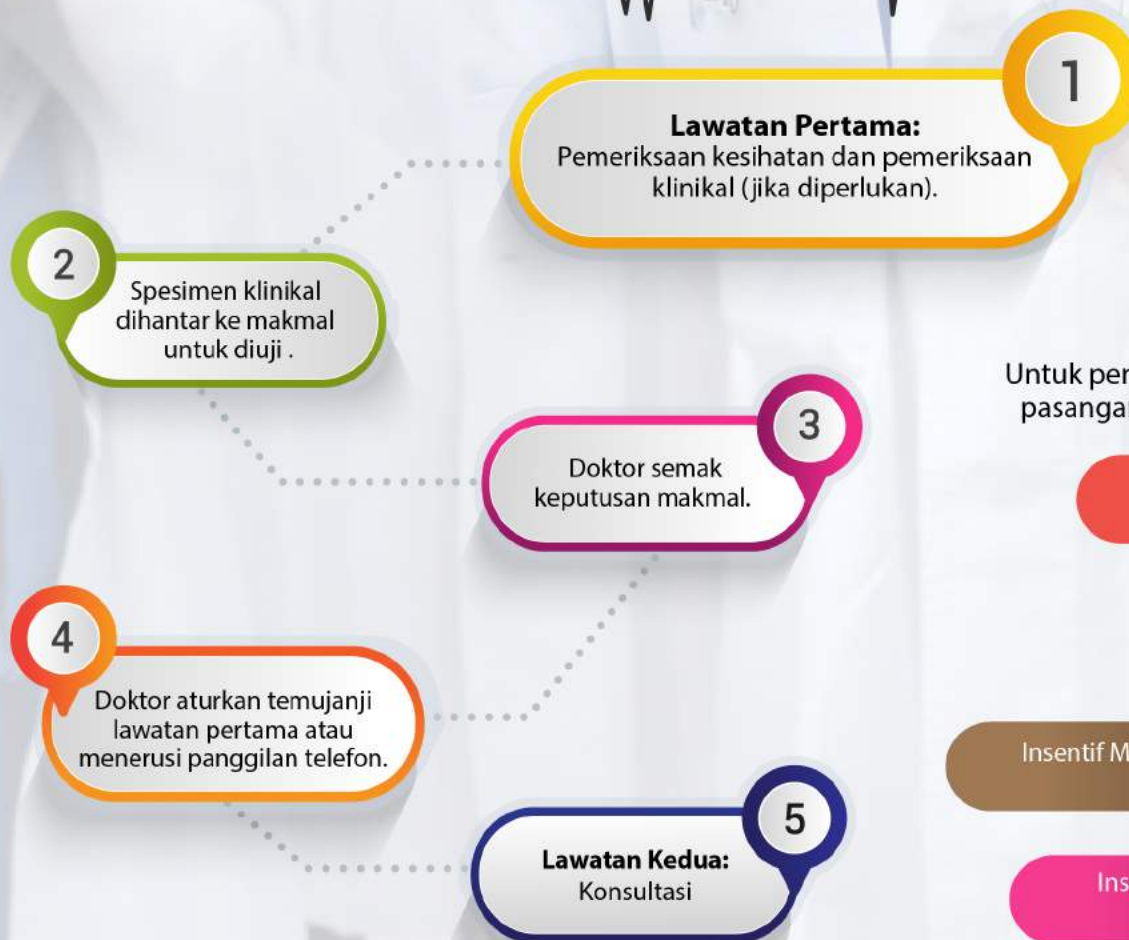 1
Lawatan Pertama:
Pemeriksaan kesihatan dan pemeriksaan
klinikal (jika diperlukan).
2
Spesimen klinikal
dihantar ke makmal
untuk diuji .
3
Doktor semak
keputusan makmal.
4
Doktor aturkan temujanji
lawatan pertama atau
menerusi panggilan telefon.
5
Lawatan Kedua:
Konsultasi
Untuk
Insentif